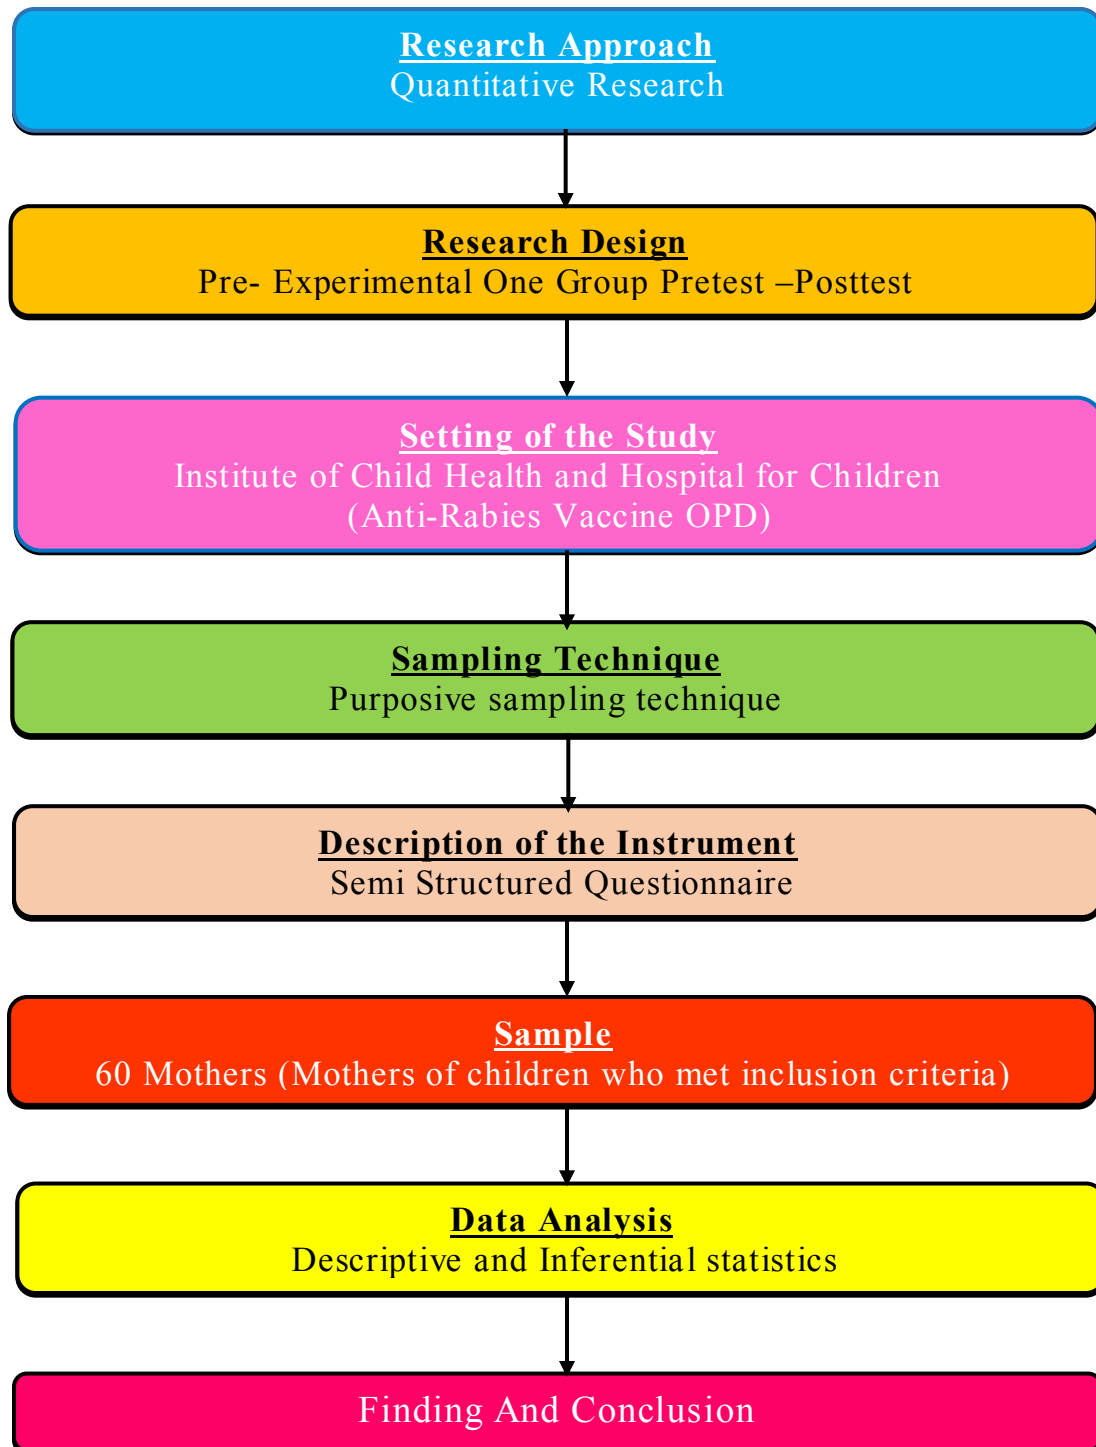 Research Approach
Quantitative Research
Research Design
Pre- Experimental One Group Pretest –Posttest
Setting of the Study
Institute of Child Health and Hospital for Children
(Anti-Rabies Vaccine OPD)
Sampling Technique
Purposive sampling technique
Description of the Instrument
Semi Structured Questionnaire
Sample
60 Mothers (Mothers of children who met inclusion criteria)
Data Analysis
Descriptive and Inferential statistics
Finding And Conclusion